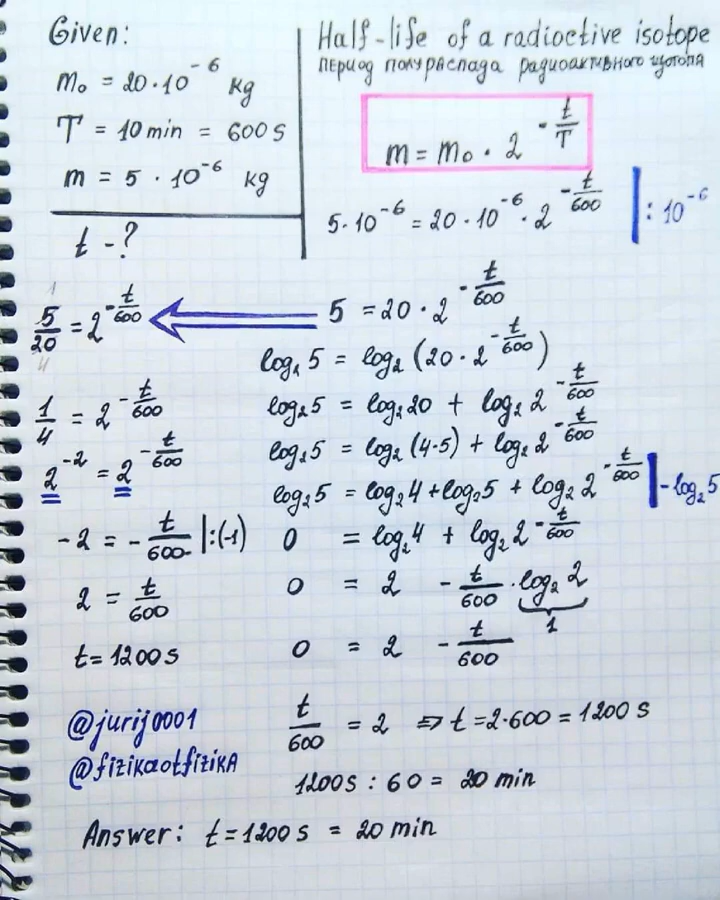 Given:
m₀ = 20·10⁻⁶ kg
T = 10 min = 600 s
m = 5 · 10⁻⁶ kg
t - ?
Half-life of a radioctive isotope
период полураспада радиоактивного изотопа
m = m₀ · 2^(-t/T)
5·10⁻⁶ = 20·10⁻⁶ · 2^(-t/600) | : 10⁻⁶
5/20 = 2^(-t/600) ⟸ 5 = 20 · 2^(-t/600)
1/4 = 2^(-t/600)
2⁻² = 2^(-t/600)
-2 = -t/600 |:(-1)
2 = t/600
t = 1200 s
log₂5 = log₂(20 · 2^(-t/600))
log₂5 = log₂20 + log₂2^(-t/600)
log₂5 = log₂(4·5) + log₂2^(-t/600)
log₂5 = log₂4 + log₂5 + log₂2^(-t/600) | -log₂5
0 = log₂4 + log₂2^(-t/600)
0 = 2 - t/600 · log₂2
1
0 = 2 - t/600
t/600 = 2 ⇒ t = 2·600 = 1200 s
1200 s : 60 = 20 min
@jurij0001
@fizikaotfizikA
Answer: t = 1200 s = 20 min